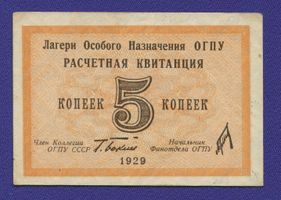 Лагери Особого Назначения ОГПУ
РАСЧЕТНАЯ КВИТАНЦИЯ
КОПЕЕК 5 КОПЕЕК
Член Коллегии
ОГПУ СССР
Начальник
Финотдела ОГПУ
1929